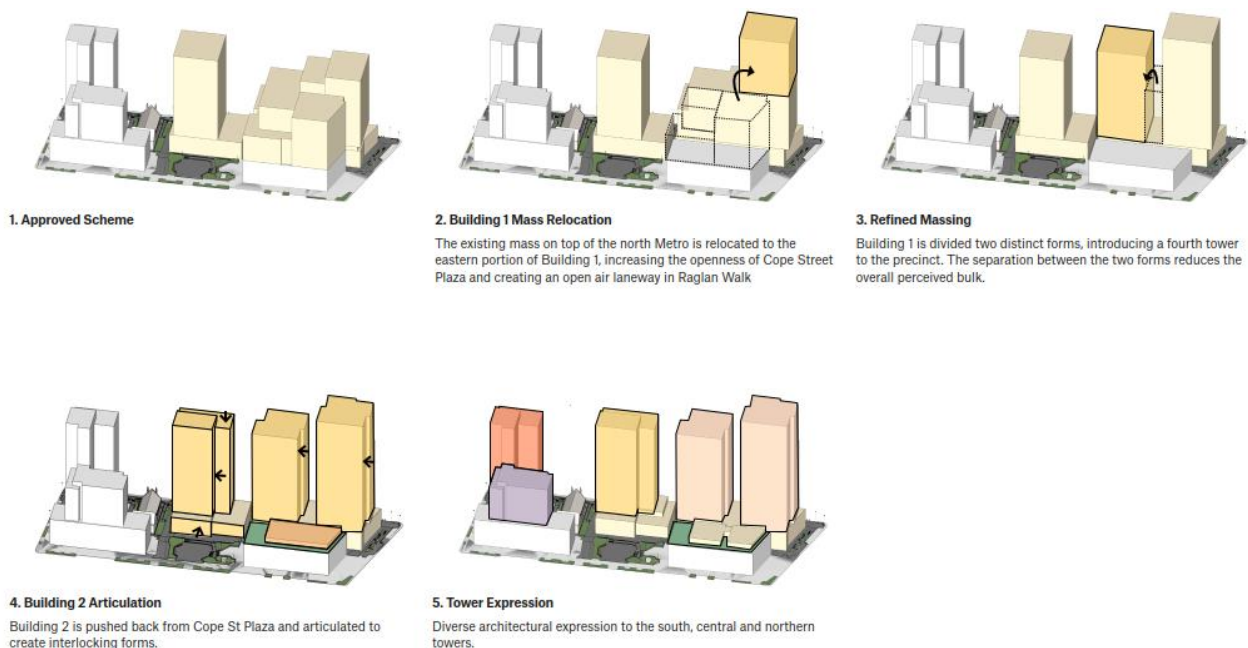 1. Approved Scheme
2. Building 1 Mass Relocation
The existing mass on top of the north Metro is relocated to the
eastern portion of Building 1, increasing the openness of Cope Street
Plaza and creating an open air laneway in Raglan Walk
3. Refined Massing
Building 1 is divided two distinct forms, introducing a fourth tower
to the precinct. The separation between the two forms reduces the
overall perceived bulk.
4. Building 2 Articulation
Building 2 is pushed back from Cope St Plaza and articulated to
create interlocking forms.
5. Tower Expression
Diverse architectural expression to the south, central and northern
towers.